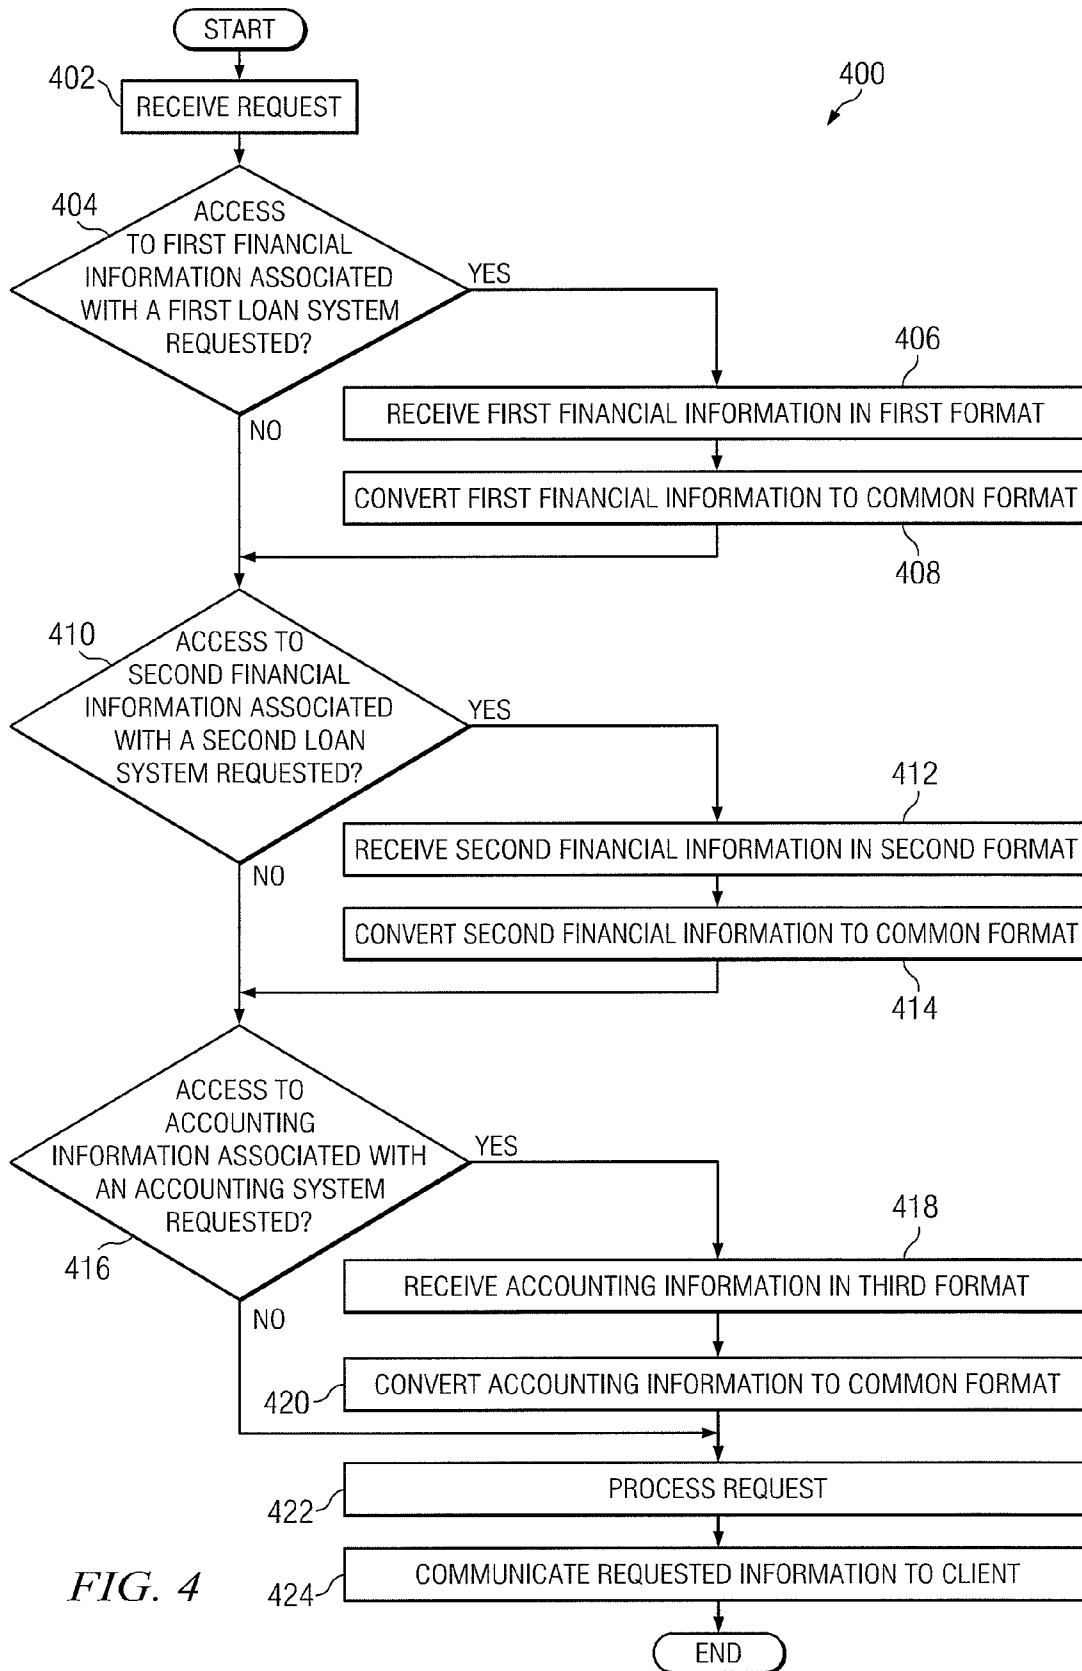 START
402
RECEIVE REQUEST
400
404
ACCESS
TO FIRST FINANCIAL
INFORMATION ASSOCIATED
WITH A FIRST LOAN SYSTEM
REQUESTED?
YES
NO
406
RECEIVE FIRST FINANCIAL INFORMATION IN FIRST FORMAT
CONVERT FIRST FINANCIAL INFORMATION TO COMMON FORMAT
408
410
ACCESS TO
SECOND FINANCIAL
INFORMATION ASSOCIATED
WITH A SECOND LOAN
SYSTEM REQUESTED?
YES
NO
412
RECEIVE SECOND FINANCIAL INFORMATION IN SECOND FORMAT
CONVERT SECOND FINANCIAL INFORMATION TO COMMON FORMAT
414
ACCESS TO
ACCOUNTING
INFORMATION ASSOCIATED WITH
AN ACCOUNTING SYSTEM
REQUESTED?
416
YES
NO
418
RECEIVE ACCOUNTING INFORMATION IN THIRD FORMAT
420
CONVERT ACCOUNTING INFORMATION TO COMMON FORMAT
422
PROCESS REQUEST
424
COMMUNICATE REQUESTED INFORMATION TO CLIENT
END
FIG. 4